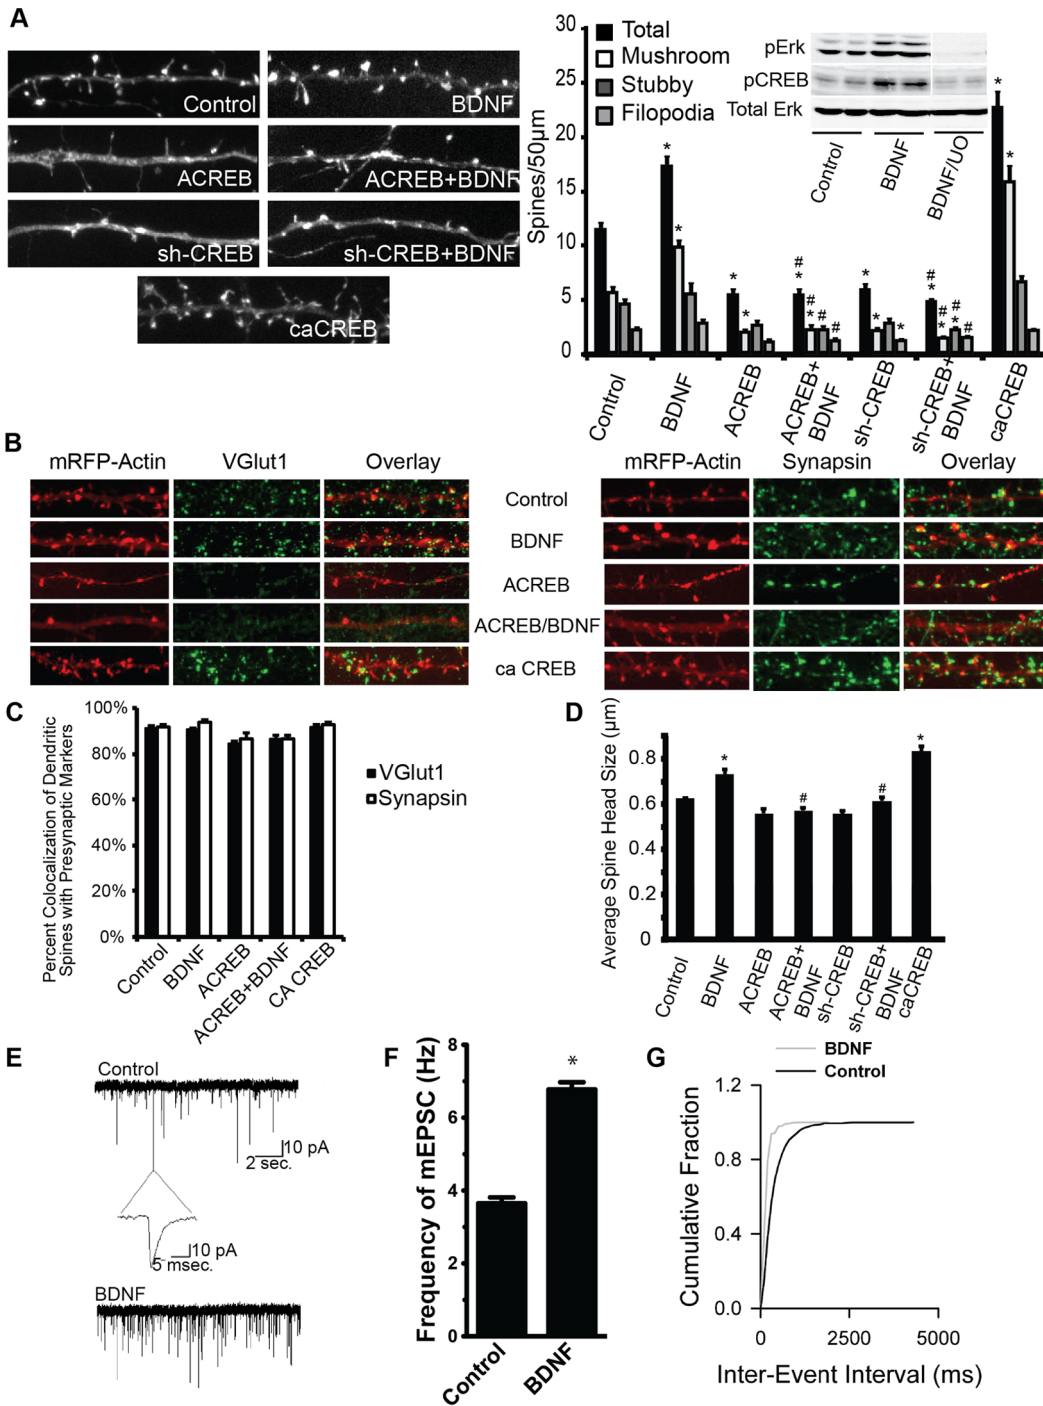 A
Control
BDNF
ACREB
ACREB+BDNF
sh-CREB
sh-CREB+BDNF
caCREB
Spines/50µm
30
25
20
15
10
5
0
Total
Mushroom
Stubby
Filopodia
pErk
pCREB
Total Erk
Control
BDNF
BDNF/UO
*
*
*
*
*
*
#
*
#
*
#
#
*
*
*
#
*
#
*
#
*
#
*
*
Control
BDNF
ACREB
ACREB+
BDNF
sh-CREB
sh-CREB+
BDNF
caCREB
B
mRFP-Actin
VGlut1
Overlay
mRFP-Actin
Synapsin
Overlay
Control
BDNF
ACREB
ACREB/BDNF
ca CREB
C
Percent Colocalization of Dendritic
Spines with Presynaptic Markers
100%
80%
60%
40%
20%
0%
VGlut1
Synapsin
Control
BDNF
ACREB
ACREB+BDNF
CA CREB
D
Average Spine Head Size (µm)
0.8
0.6
0.4
0.2
0
*
#
#
*
Control
BDNF
ACREB
ACREB+
BDNF
sh-CREB
sh-CREB+
BDNF
caCREB
E
Control
10 pA
2 sec.
10 pA
5 msec.
BDNF
F
Frequency of mEPSC (Hz)
8
6
4
2
0
*
Control
BDNF
G
BDNF
Control
Cumulative Fraction
1.2
0.8
0.4
0.0
0
2500
5000
Inter-Event Interval (ms)